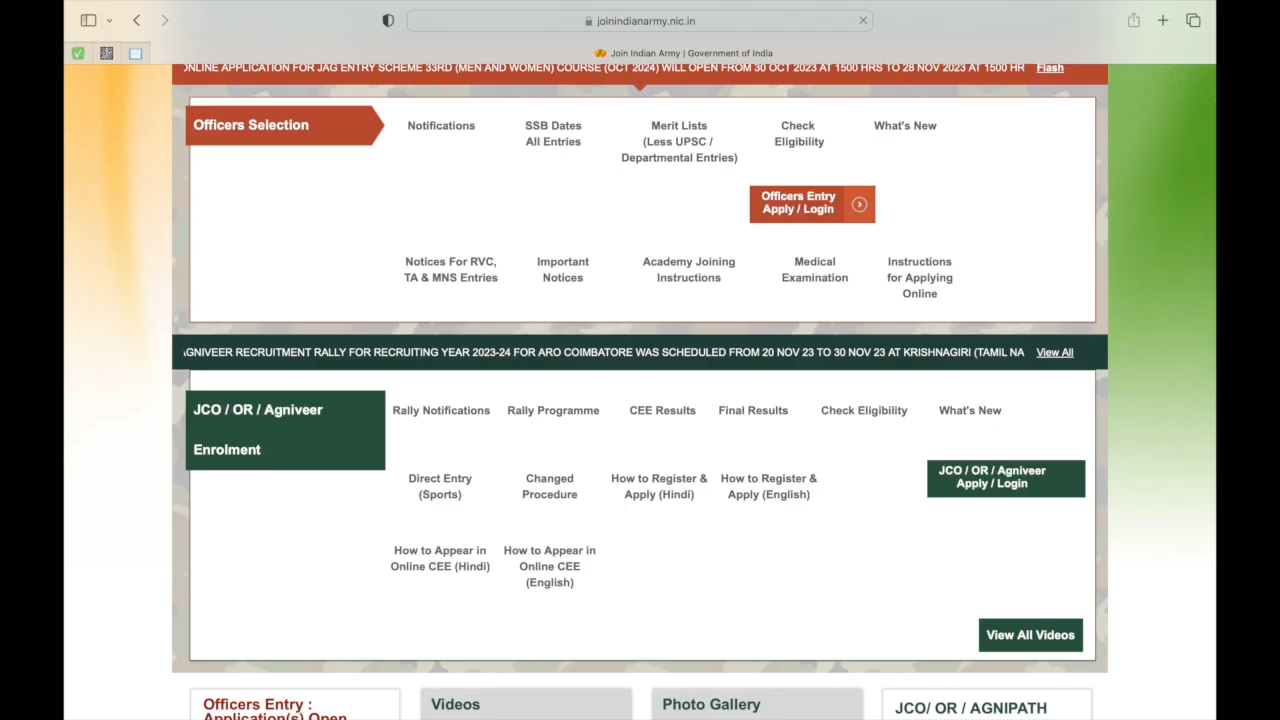 joinindianarmy.nic.in
Join Indian Army | Government of India
ONLINE APPLICATION FOR JAG ENTRY SCHEME 33RD (MEN AND WOMEN) COURSE (OCT 2024) WILL OPEN FROM 30 OCT 2023 AT 1500 HRS TO 28 NOV 2023 AT 1500 HR Flash
Officers Selection
Notifications
SSB Dates
All Entries
Merit Lists
(Less UPSC /
Departmental Entries)
Check
Eligibility
What's New
Officers Entry
Apply / Login
Notices For RVC,
TA & MNS Entries
Important
Notices
Academy Joining
Instructions
Medical
Examination
Instructions
for Applying
Online
AGNIVEER RECRUITMENT RALLY FOR RECRUITING YEAR 2023-24 FOR ARO COIMBATORE WAS SCHEDULED FROM 20 NOV 23 TO 30 NOV 23 AT KRISHNAGIRI (TAMIL NA View All
JCO / OR / Agniveer
Enrolment
Rally Notifications
Rally Programme
CEE Results
Final Results
Check Eligibility
What's New
Direct Entry
(Sports)
Changed
Procedure
How to Register &
Apply (Hindi)
How to Register &
Apply (English)
JCO / OR / Agniveer
Apply / Login
How to Appear in
Online CEE (Hindi)
How to Appear in
Online CEE
(English)
View All Videos
Officers Entry :
Application(s) Open
Videos
Photo Gallery
JCO/ OR / AGNIPATH